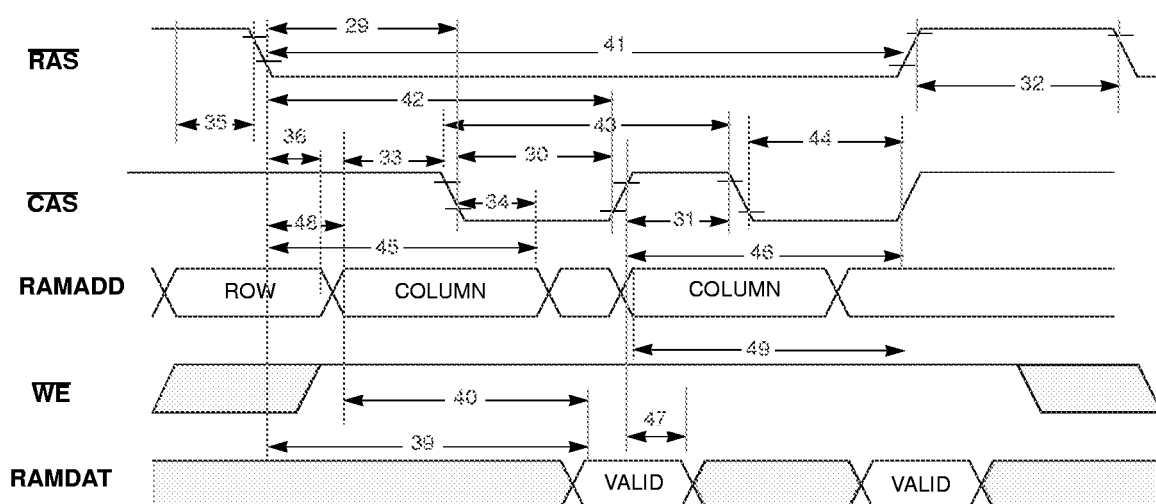 29
RAS
41
32
42
35
43
36
44
33
30
CAS
34
31
48
45
46
RAMADD
ROW
COLUMN
COLUMN
49
WE
40
47
39
RAMDAT
VALID
VALID